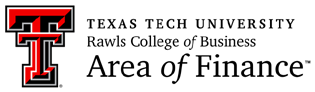 TEXAS TECH UNIVERSITY
Rawls College of Business
Area of Finance™